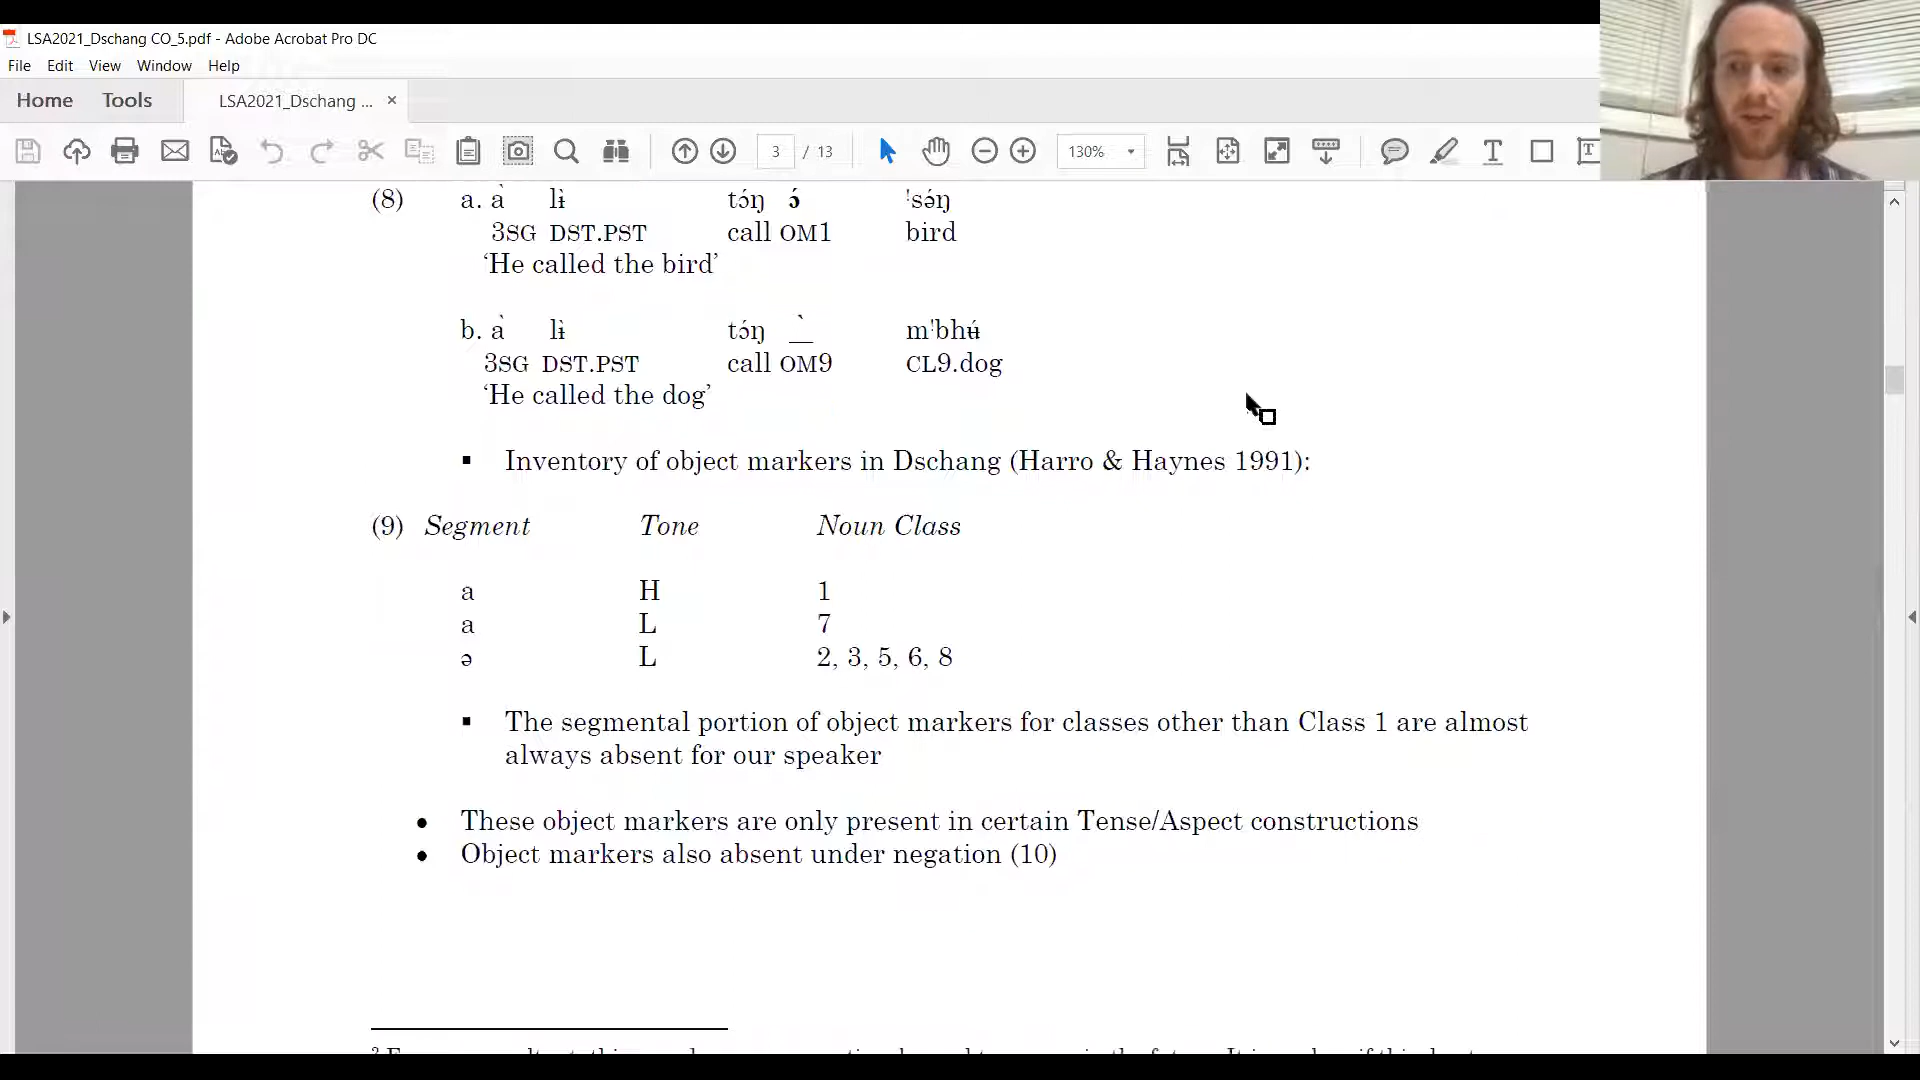 LSA2021_Dschang CO_5.pdf - Adobe Acrobat Pro DC
File Edit View Window Help
Home Tools LSA2021_Dschang ... ×
3 / 13 130%
(8) a. à lɨ̀ tɔ́ŋ ɔ́ ꜝsə́ŋ
3SG DST.PST call OM1 bird
‘He called the bird’
b. à lɨ̀ tɔ́ŋ _̀_ mꜝbhʉ́
3SG DST.PST call OM9 CL9.dog
‘He called the dog’
▪ Inventory of object markers in Dschang (Harro & Haynes 1991):
(9) Segment Tone Noun Class
a H 1
a L 7
ə L 2, 3, 5, 6, 8
▪ The segmental portion of object markers for classes other than Class 1 are almost
always absent for our speaker
• These object markers are only present in certain Tense/Aspect constructions
• Object markers also absent under negation (10)